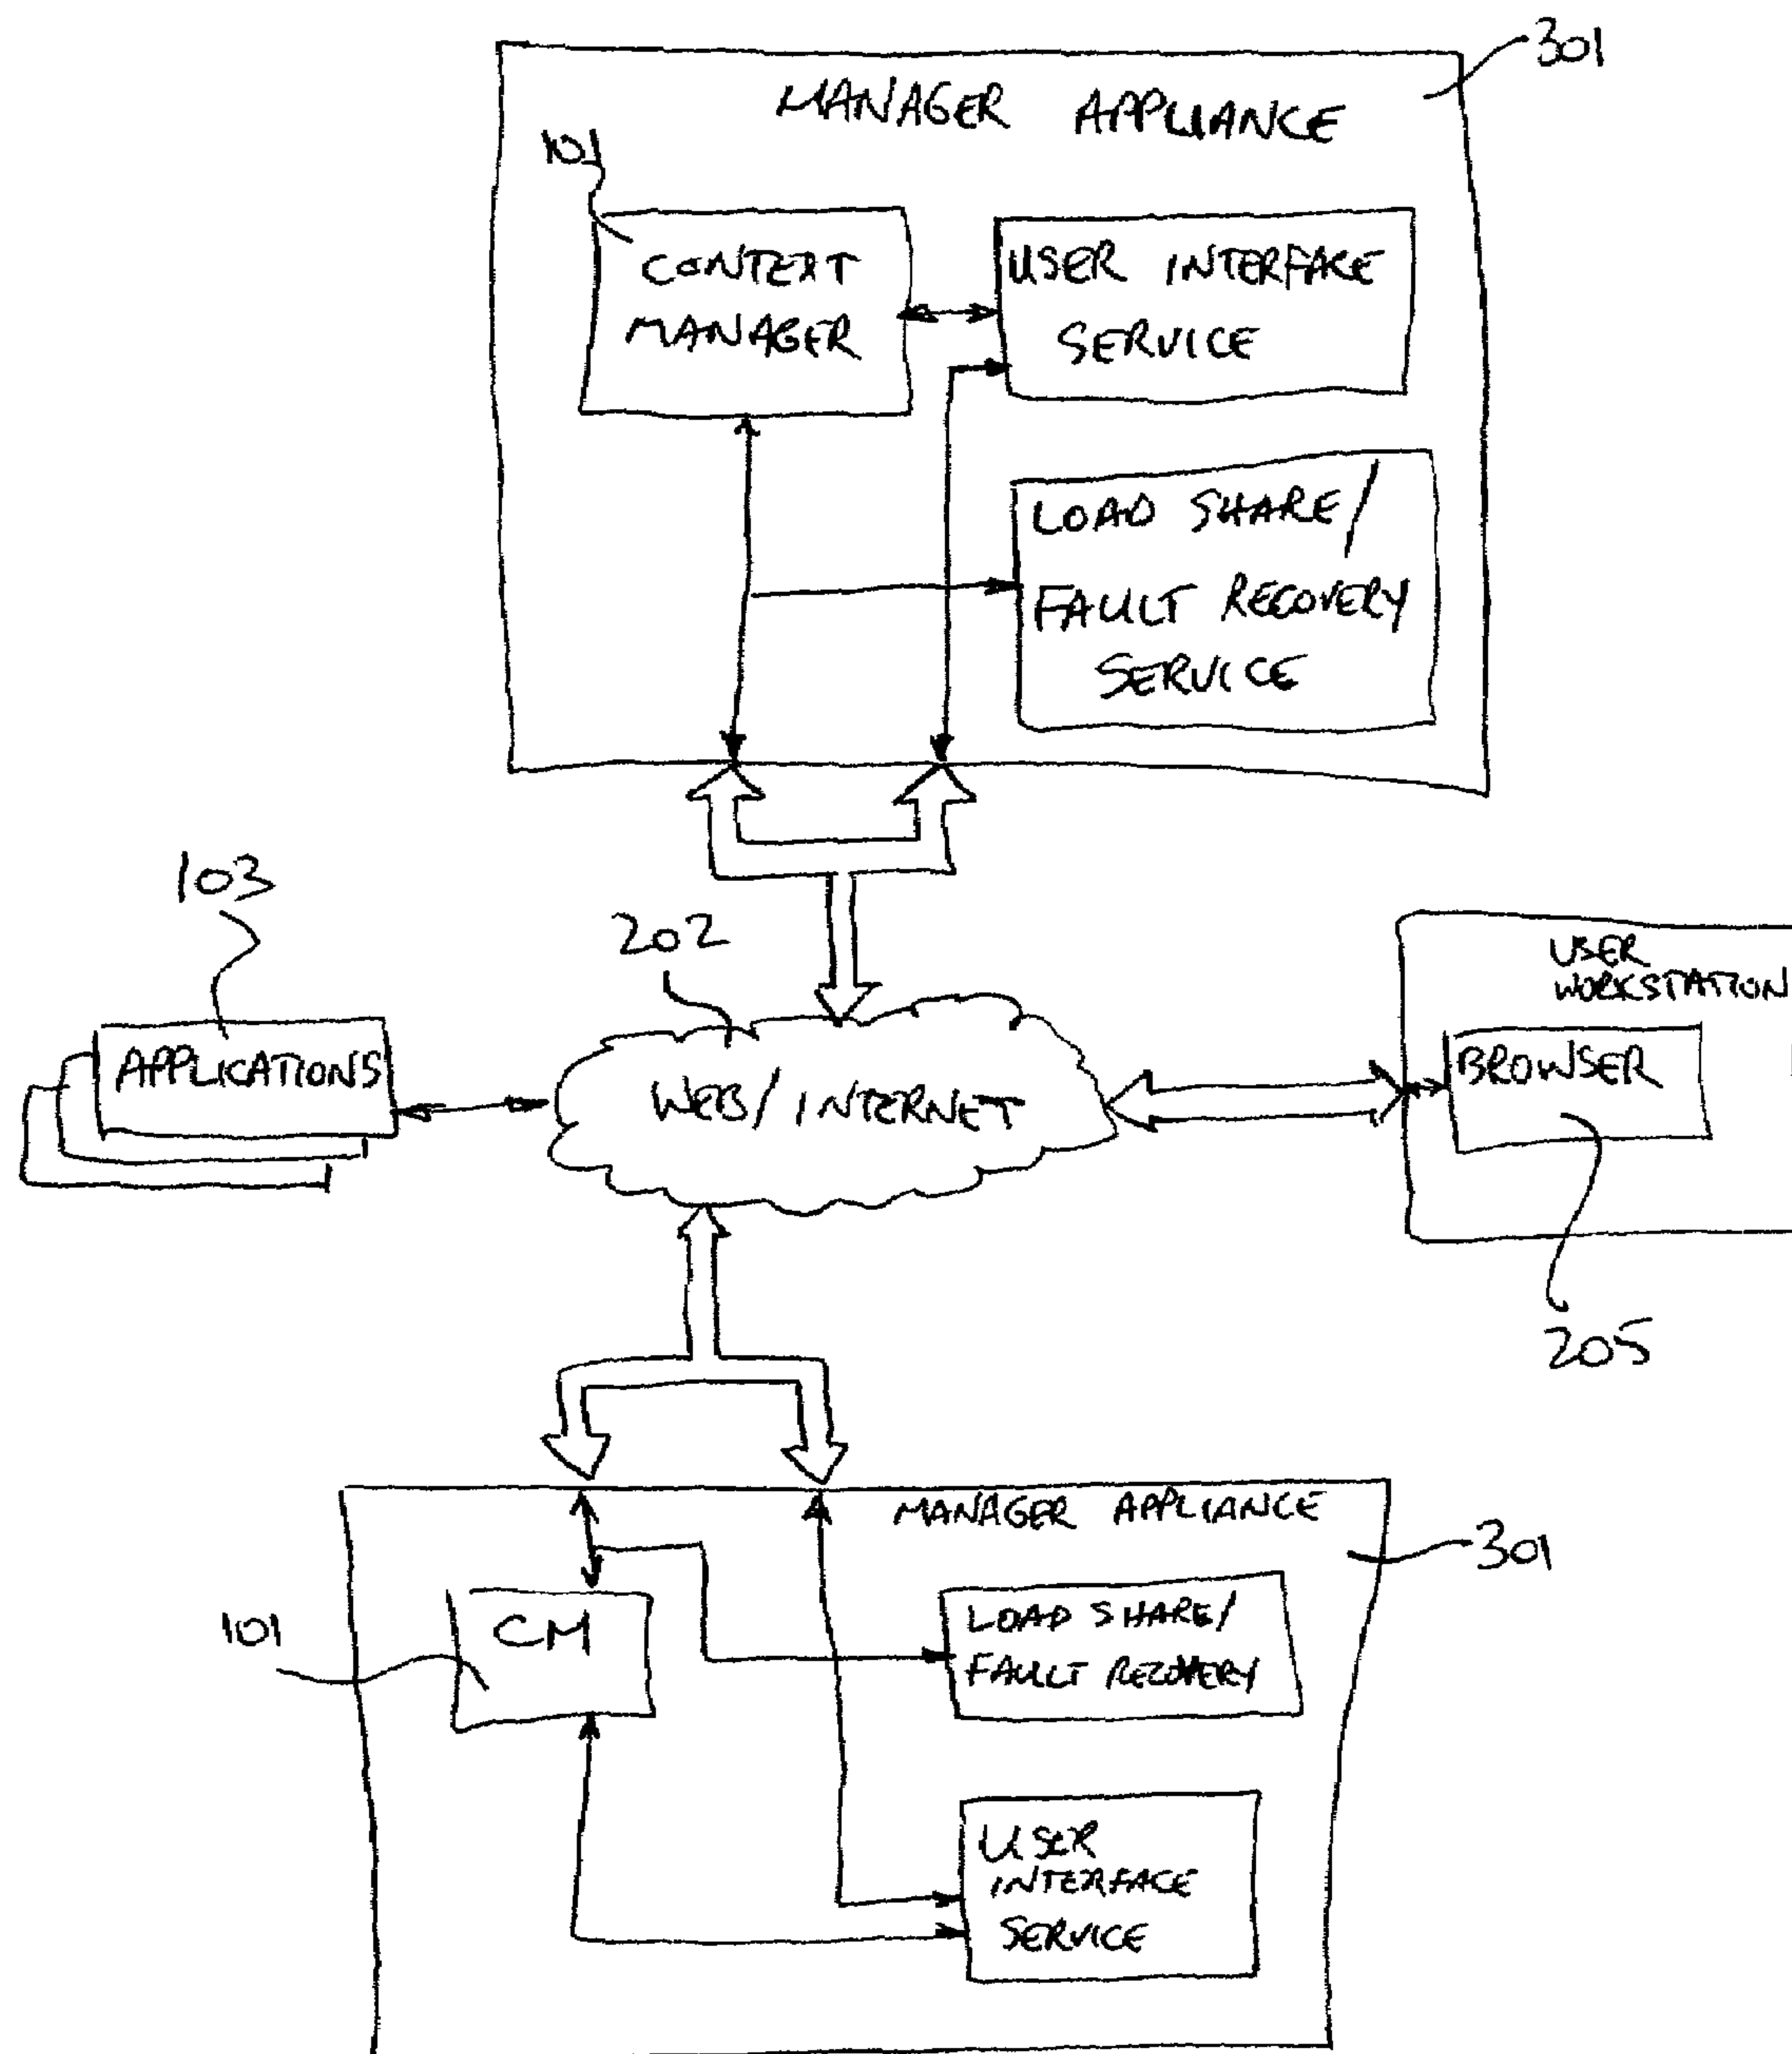 301
MANAGER APPLIANCE
101
CONTEXT
MANAGER
USER INTERFACE
SERVICE
LOAD SHARE/
FAULT RECOVERY
SERVICE
103
202
USER
WORKSTATION
APPLICATIONS
WEB/INTERNET
BROWSER
205
MANAGER APPLIANCE
301
101
CM
LOAD SHARE/
FAULT RECOVERY
USER
INTERFACE
SERVICE